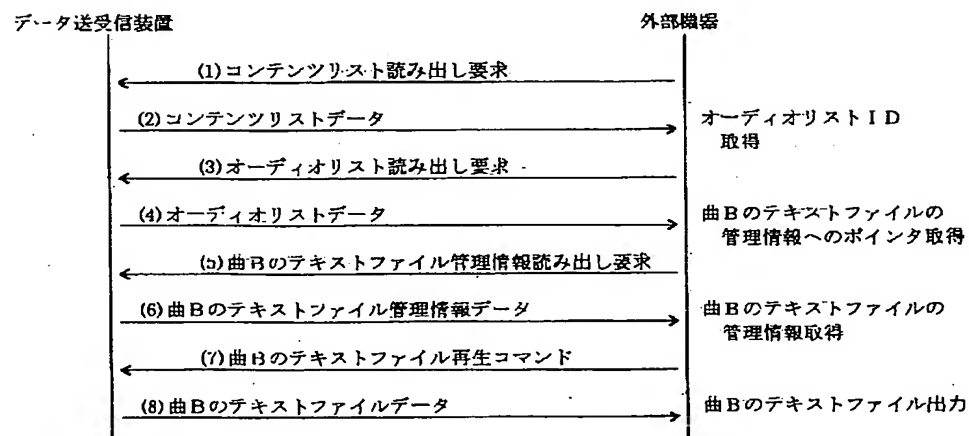 データ送受信装置
外部機器
(1)コンテンツリスト読み出し要求
(2)コンテンツリストデータ
オーディオリストID
取得
(3)オーディオリスト読み出し要求
(4)オーディオリストデータ
曲Bのテキストファイルの
管理情報へのポインタ取得
(5)曲Bのテキストファイル管理情報読み出し要求
(6)曲Bのテキストファイル管理情報データ
曲Bのテキストファイルの
管理情報取得
(7)曲Bのテキストファイル再生コマンド
(8)曲Bのテキストファイルデータ
曲Bのテキストファイル出力